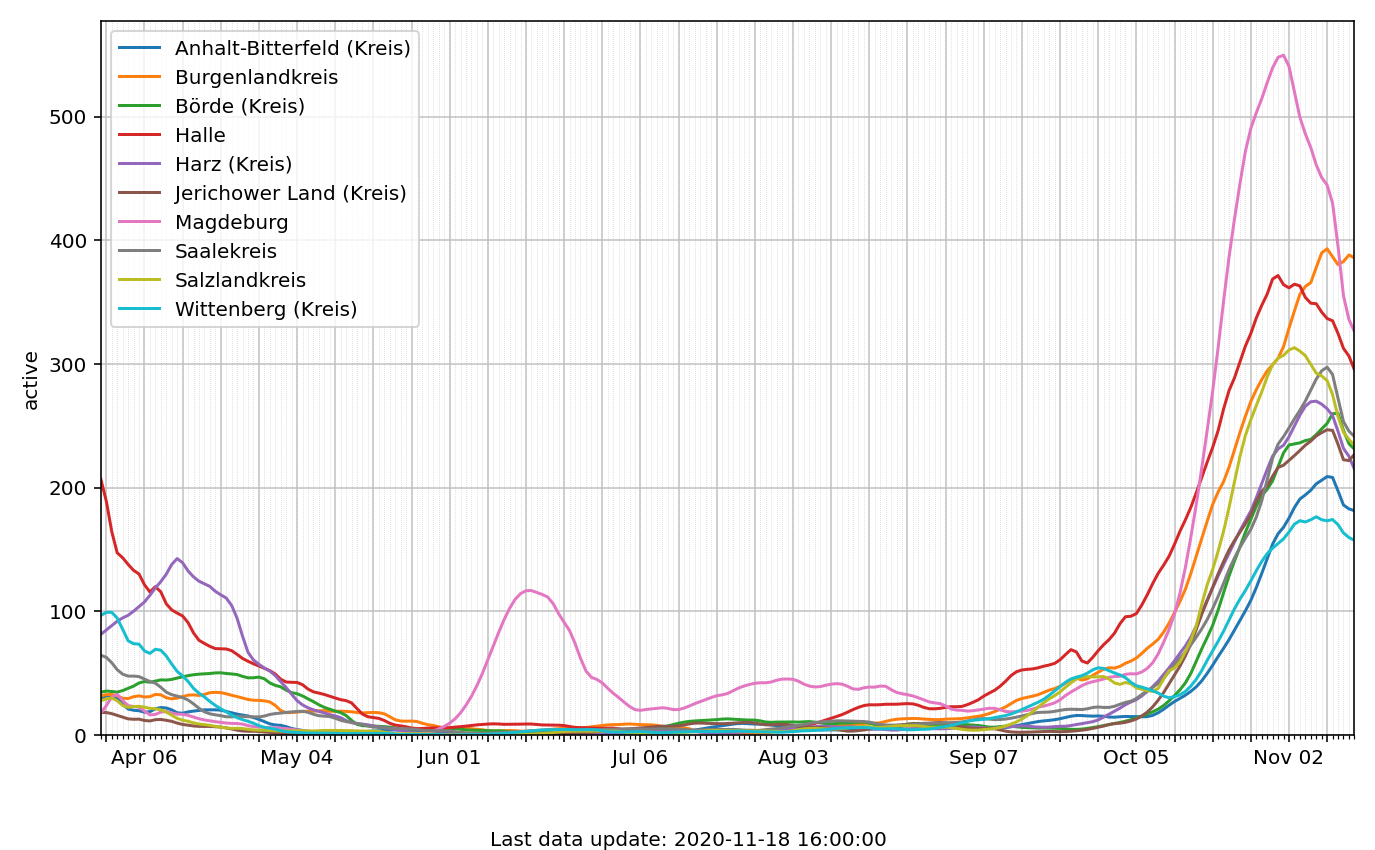 Anhalt-Bitterfeld (Kreis)
Burgenlandkreis
Börde (Kreis)
Halle
Harz (Kreis)
Jerichower Land (Kreis)
Magdeburg
Saalekreis
Salzlandkreis
Wittenberg (Kreis)
active
500
400
300
200
100
0
Apr 06 May 04 Jun 01 Jul 06 Aug 03 Sep 07 Oct 05 Nov 02
Last data update: 2020-11-18 16:00:00